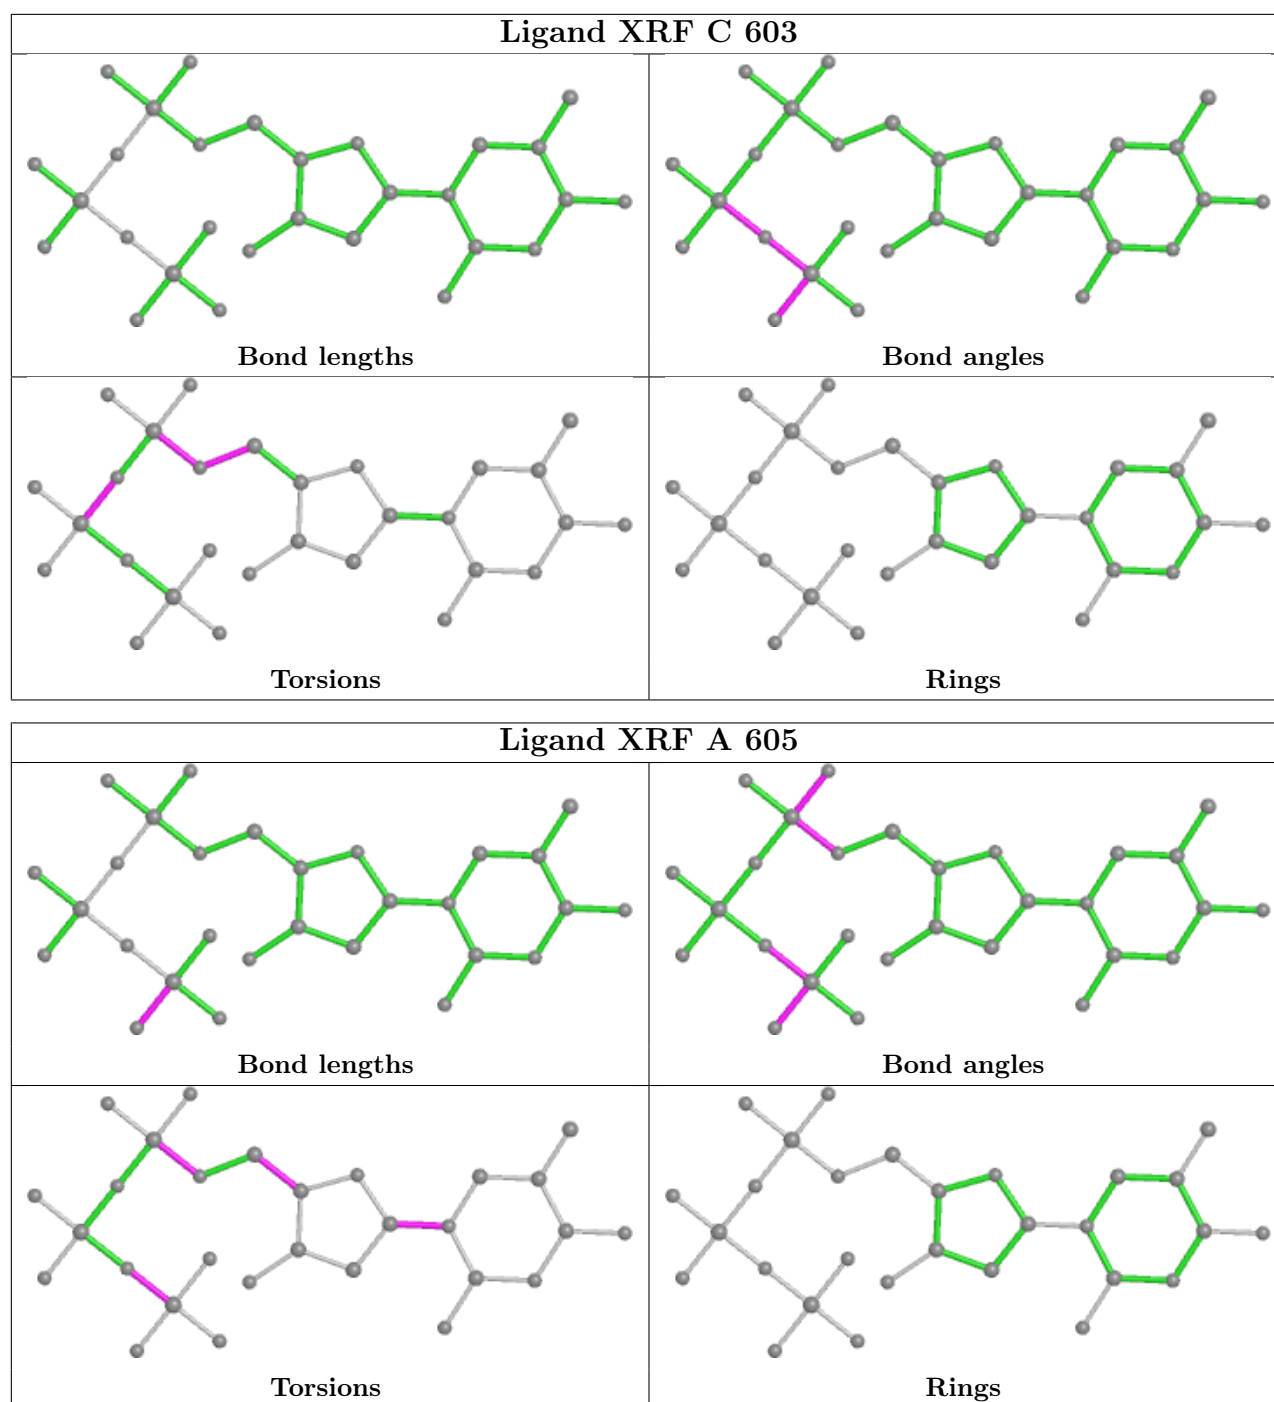 Ligand XRF C 603
Bond lengths
Bond angles
Torsions
Rings
Ligand XRF A 605
Bond lengths
Bond angles
Torsions
Rings